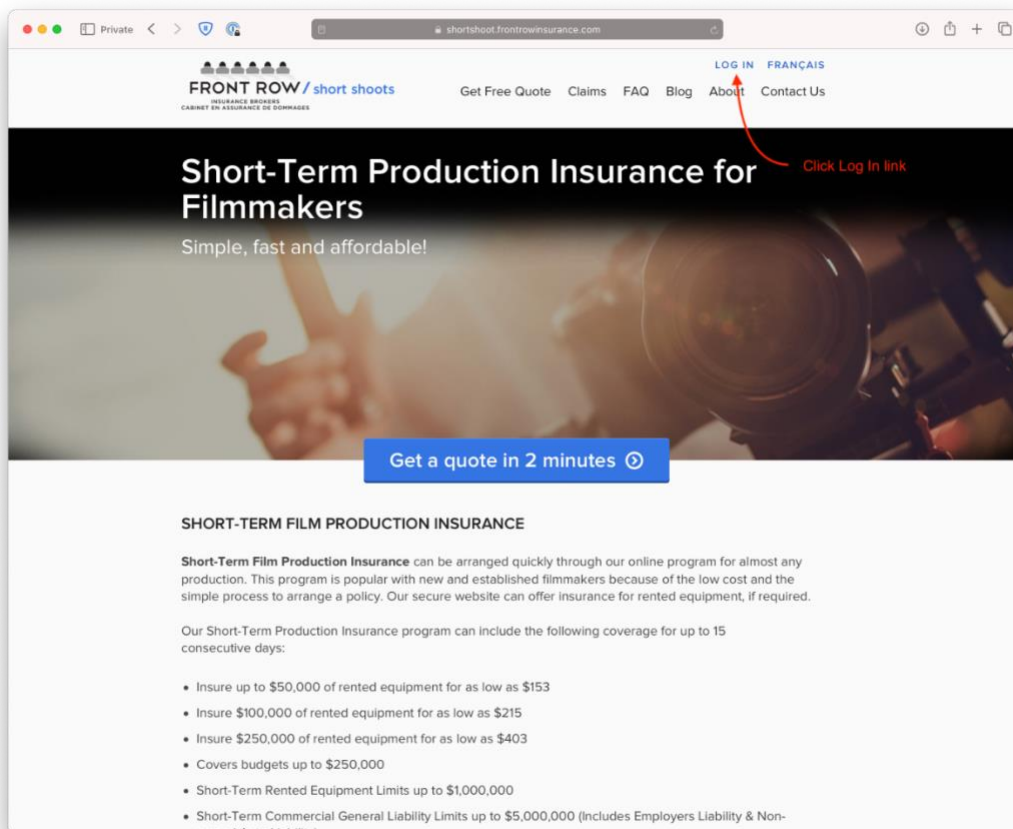 Private
shortshoot.frontrowinsurance.com
LOG IN FRANÇAIS
FRONT ROW / short shoots
INSURANCE BROKERS
CABINET EN ASSURANCE DE DOMMAGES
Get Free Quote Claims FAQ Blog About Contact Us
Short-Term Production Insurance for
Filmmakers
Click Log In link
Simple, fast and affordable!
Get a quote in 2 minutes
SHORT-TERM FILM PRODUCTION INSURANCE
Short-Term Film Production Insurance can be arranged quickly through our online program for almost any
production. This program is popular with new and established filmmakers because of the low cost and the
simple process to arrange a policy. Our secure website can offer insurance for rented equipment, if required.
Our Short-Term Production Insurance program can include the following coverage for up to 15
consecutive days:
• Insure up to $50,000 of rented equipment for as low as $153
• Insure $100,000 of rented equipment for as low as $215
• Insure $250,000 of rented equipment for as low as $403
• Covers budgets up to $250,000
• Short-Term Rented Equipment Limits up to $1,000,000
• Short-Term Commercial General Liability Limits up to $5,000,000 (Includes Employers Liability & Non-